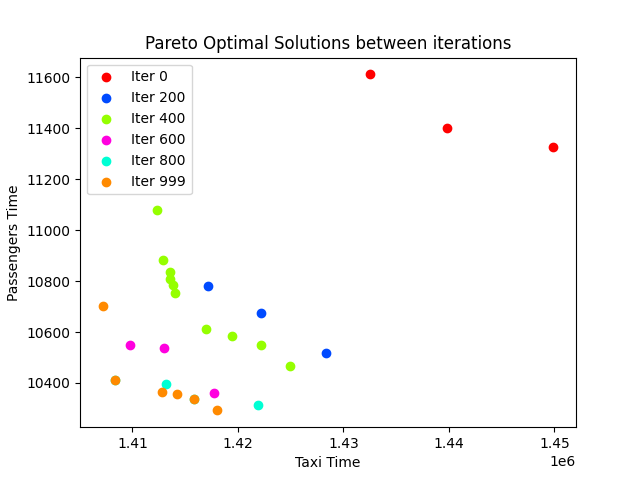 Pareto Optimal Solutions between iterations
Iter 0
Iter 200
Iter 400
Iter 600
Iter 800
Iter 999
Passengers Time
11600
11400
11200
11000
10800
10600
10400
1.41 1.42 1.43 1.44 1.45
1e6
Taxi Time